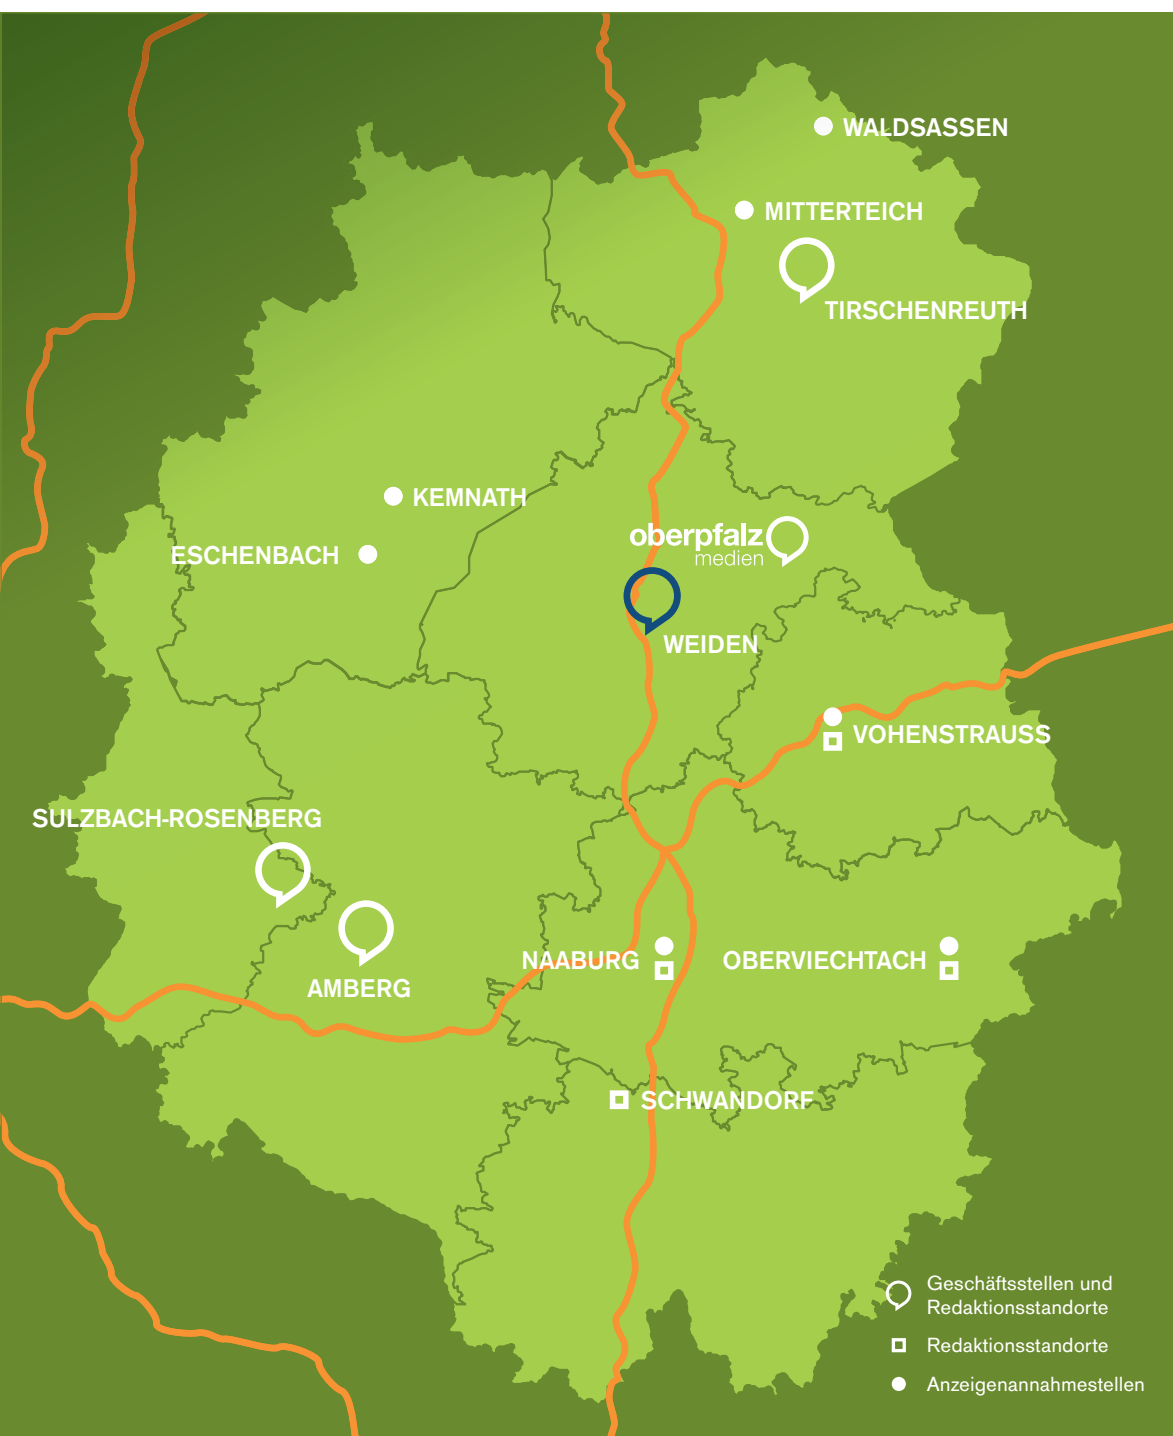 WALDSASSEN
MITTERTEICH
TIRSCHENREUTH
KEMNATH
ESCHENBACH
oberpfalz
medien
WEIDEN
VOHENSTRAUSS
SULZBACH-ROSENBERG
AMBERG
NAABURG
OBERVIECHTACH
SCHWANDORF
Geschäftsstellen und
Redaktionsstandorte
Redaktionsstandorte
Anzeigenannahmestellen